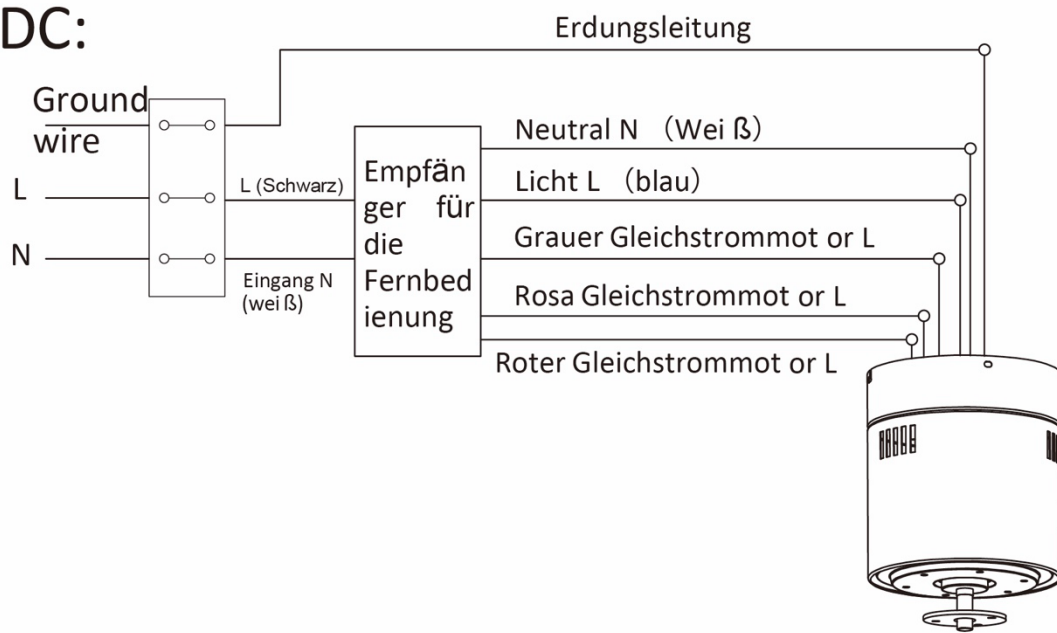 DC:
Erdungsleitung
Ground
wire
L
N
L (Schwarz)
Eingang N
(wei ß)
Empfän
ger für
die
Fernbed
ienung
Neutral N (Wei ß)
Licht L (blau)
Grauer Gleichstrommot or L
Rosa Gleichstrommot or L
Roter Gleichstrommot or L